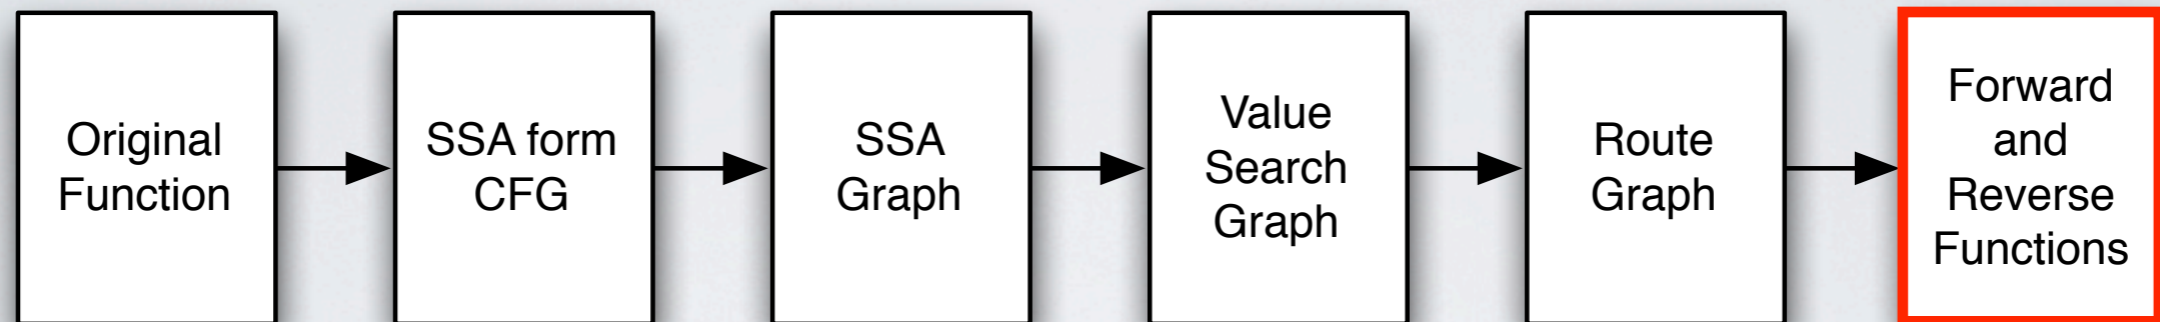 Original
Function
SSA form
CFG
SSA
Graph
Value
Search
Graph
Route
Graph
Forward
and
Reverse
Functions